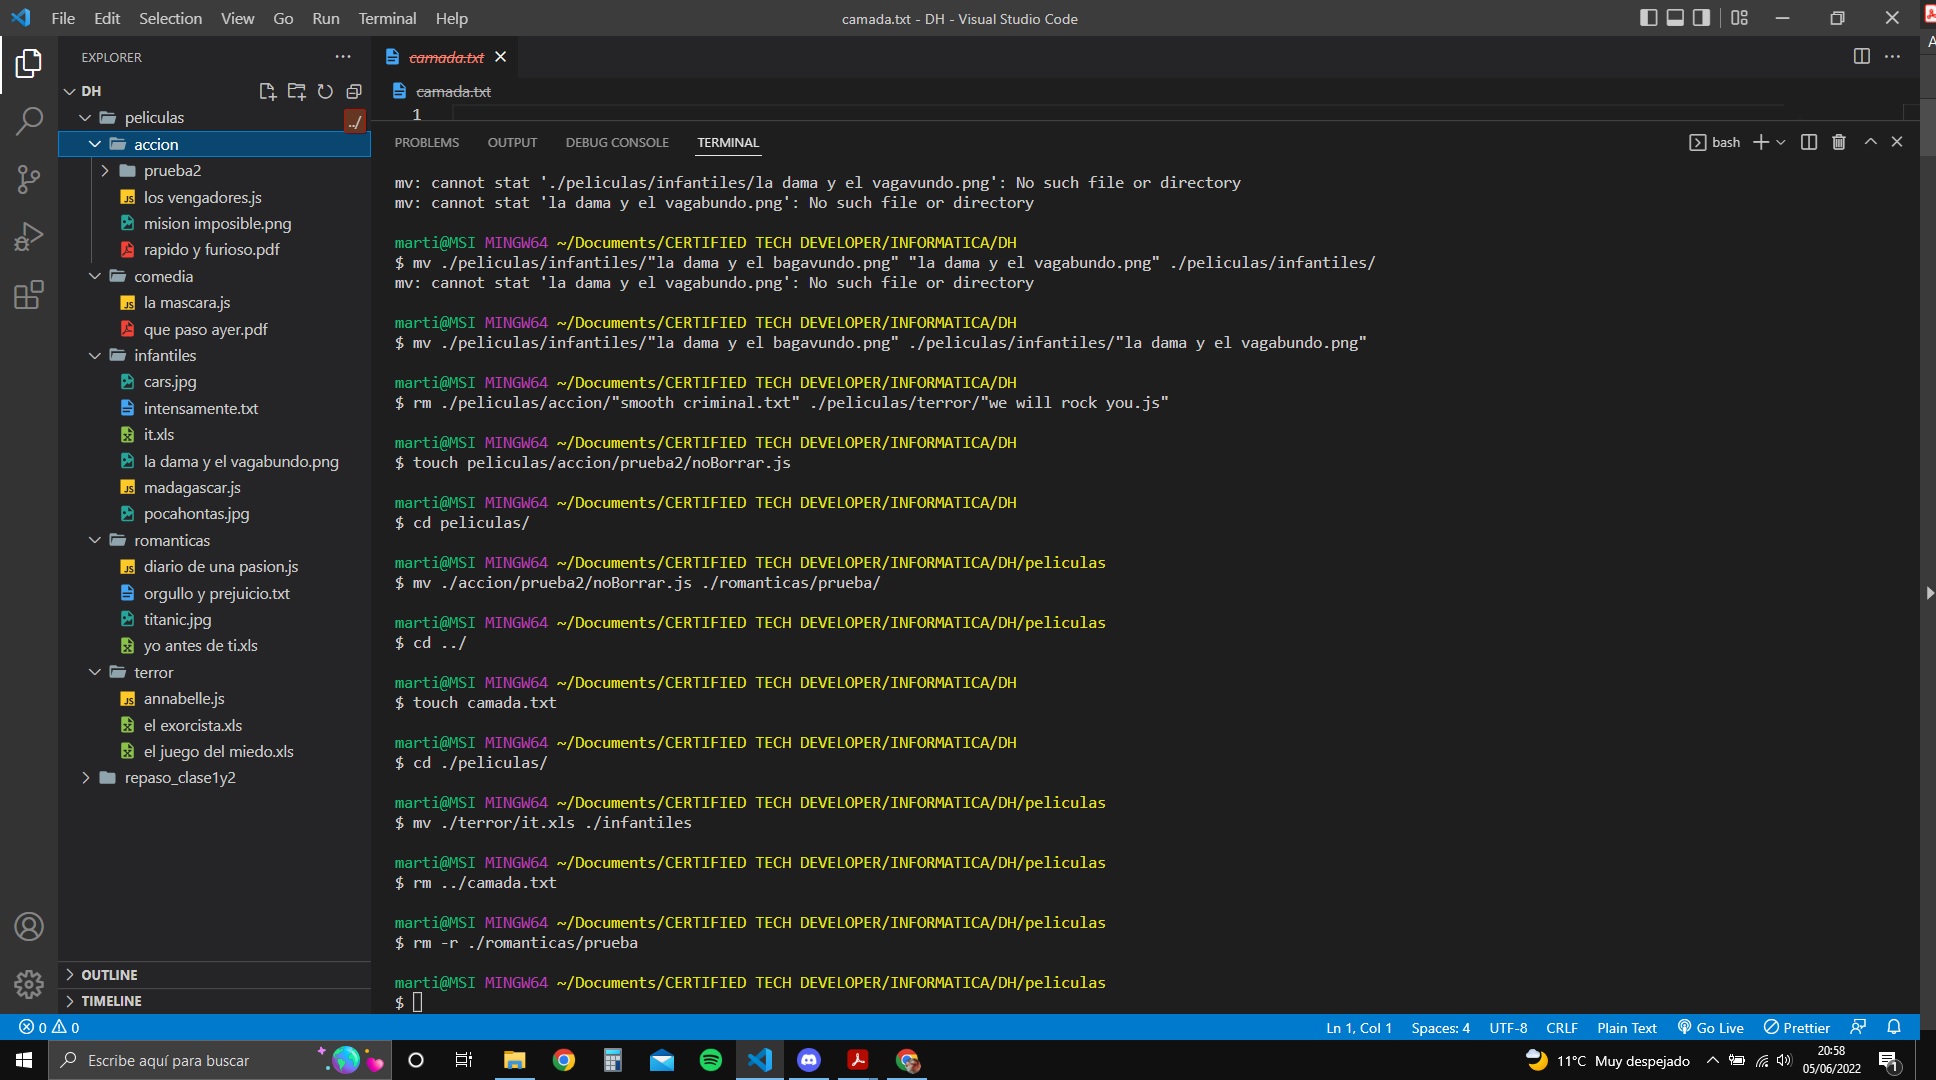 File Edit Selection View Go Run Terminal Help
camada.txt - DH - Visual Studio Code
EXPLORER
DH
peliculas
../
accion
prueba2
los vengadores.js
mision imposible.png
rapido y furioso.pdf
comedia
la mascara.js
que paso ayer.pdf
infantiles
cars.jpg
intensamente.txt
it.xls
la dama y el vagabundo.png
madagascar.js
pocahontas.jpg
romanticas
diario de una pasion.js
orgullo y prejuicio.txt
titanic.jpg
yo antes de ti.xls
terror
annabelle.js
el exorcista.xls
el juego del miedo.xls
repaso_clase1y2
OUTLINE
TIMELINE
camada.txt
camada.txt
1
PROBLEMS OUTPUT DEBUG CONSOLE TERMINAL
bash
mv: cannot stat './peliculas/infantiles/la dama y el vagavundo.png': No such file or directory
mv: cannot stat 'la dama y el vagabundo.png': No such file or directory
marti@MSI MINGW64 ~/Documents/CERTIFIED TECH DEVELOPER/INFORMATICA/DH
$ mv ./peliculas/infantiles/"la dama y el bagavundo.png" "la dama y el vagabundo.png" ./peliculas/infantiles/
mv: cannot stat 'la dama y el vagabundo.png': No such file or directory
marti@MSI MINGW64 ~/Documents/CERTIFIED TECH DEVELOPER/INFORMATICA/DH
$ mv ./peliculas/infantiles/"la dama y el bagavundo.png" ./peliculas/infantiles/"la dama y el vagabundo.png"
marti@MSI MINGW64 ~/Documents/CERTIFIED TECH DEVELOPER/INFORMATICA/DH
$ rm ./peliculas/accion/"smooth criminal.txt" ./peliculas/terror/"we will rock you.js"
marti@MSI MINGW64 ~/Documents/CERTIFIED TECH DEVELOPER/INFORMATICA/DH
$ touch peliculas/accion/prueba2/noBorrar.js
marti@MSI MINGW64 ~/Documents/CERTIFIED TECH DEVELOPER/INFORMATICA/DH
$ cd peliculas/
marti@MSI MINGW64 ~/Documents/CERTIFIED TECH DEVELOPER/INFORMATICA/DH/peliculas
$ mv ./accion/prueba2/noBorrar.js ./romanticas/prueba/
marti@MSI MINGW64 ~/Documents/CERTIFIED TECH DEVELOPER/INFORMATICA/DH/peliculas
$ cd ../
marti@MSI MINGW64 ~/Documents/CERTIFIED TECH DEVELOPER/INFORMATICA/DH
$ touch camada.txt
marti@MSI MINGW64 ~/Documents/CERTIFIED TECH DEVELOPER/INFORMATICA/DH
$ cd ./peliculas/
marti@MSI MINGW64 ~/Documents/CERTIFIED TECH DEVELOPER/INFORMATICA/DH/peliculas
$ mv ./terror/it.xls ./infantiles
marti@MSI MINGW64 ~/Documents/CERTIFIED TECH DEVELOPER/INFORMATICA/DH/peliculas
$ rm ../camada.txt
marti@MSI MINGW64 ~/Documents/CERTIFIED TECH DEVELOPER/INFORMATICA/DH/peliculas
$ rm -r ./romanticas/prueba
marti@MSI MINGW64 ~/Documents/CERTIFIED TECH DEVELOPER/INFORMATICA/DH/peliculas
$
0 0
Ln 1, Col 1 Spaces: 4 UTF-8 CRLF Plain Text Go Live Prettier
Escribe aquí para buscar
11°C Muy despejado
20:58
05/06/2022
1